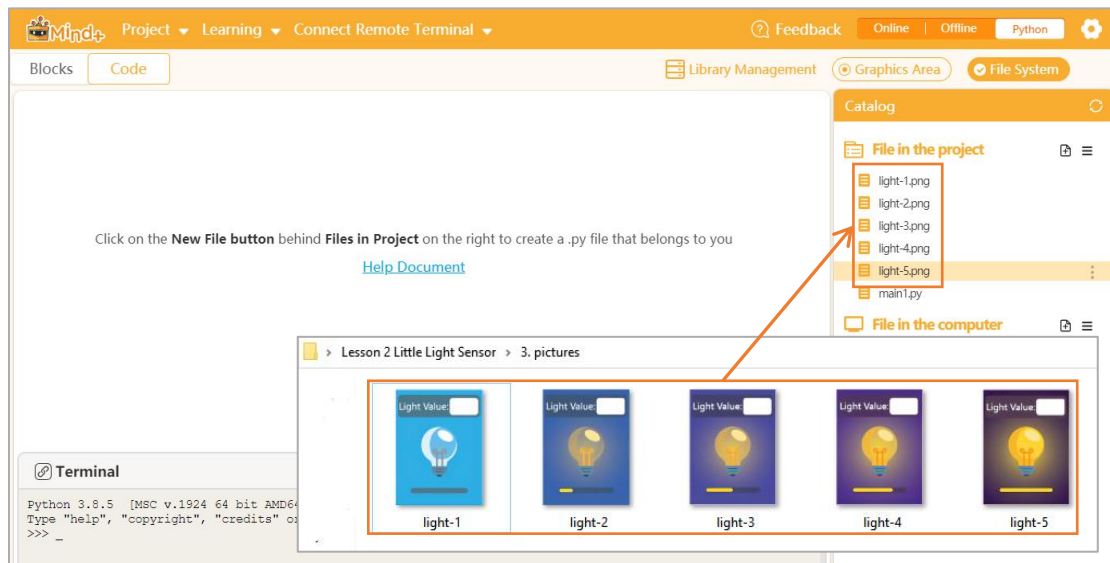 Mind+ Project Learning Connect Remote Terminal Feedback Online Offline Python
Blocks Code Library Management Graphics Area File System
Catalog
File in the project
light-1.png
light-2.png
light-3.png
light-4.png
light-5.png
main1.py
File in the computer
Click on the New File button behind Files in Project on the right to create a .py file that belongs to you
Help Document
> Lesson 2 Little Light Sensor > 3. pictures
Light Value: Light Value: Light Value: Light Value: Light Value:
light-1 light-2 light-3 light-4 light-5
Terminal
Python 3.8.5 [MSC v.1924 64 bit AMD64
Type "help", "copyright", "credits" or
>>> _